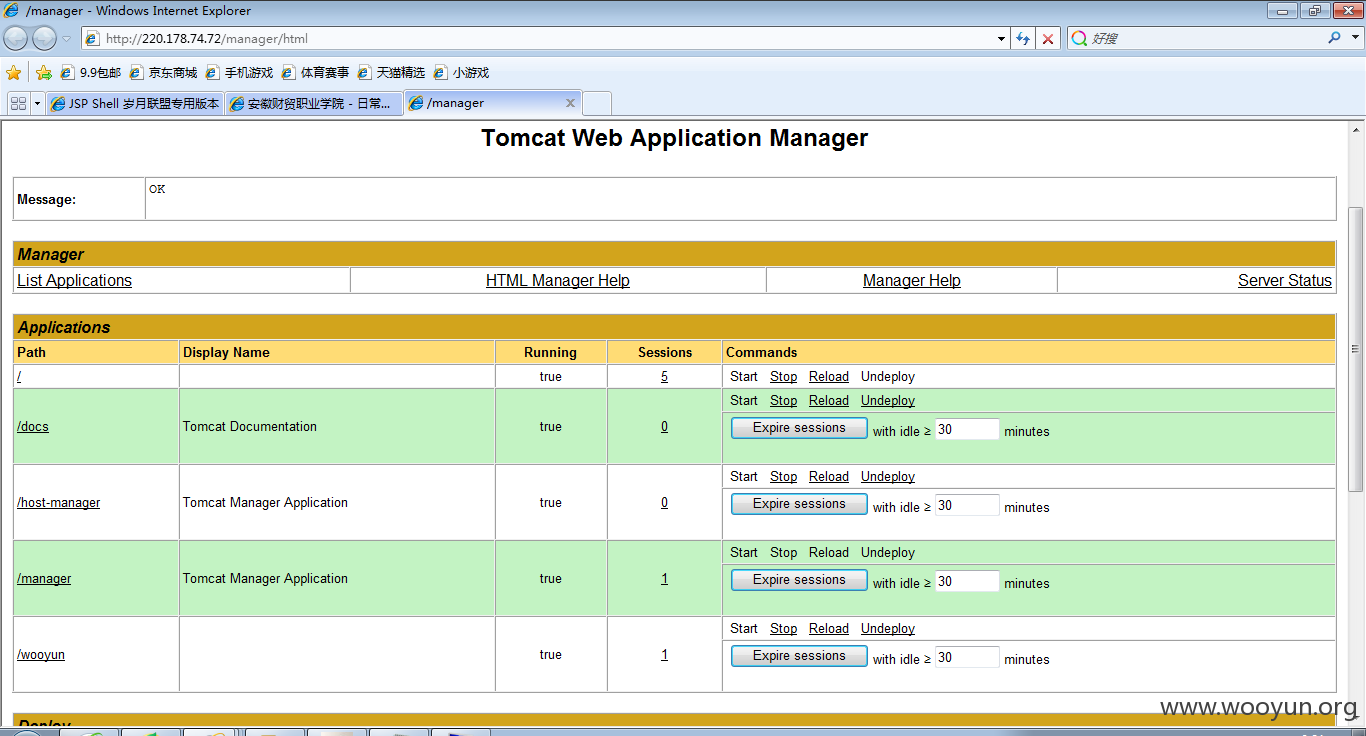 /manager - Windows Internet Explorer
http://220.178.74.72/manager/html
好搜
9.9包邮 京东商城 手机游戏 体育赛事 天猫精选 小游戏
JSP Shell 岁月联盟专用版本 安徽财贸职业学院 - 日常... /manager
Tomcat Web Application Manager
Message: OK
Manager
List Applications HTML Manager Help Manager Help Server Status
Applications
Path Display Name Running Sessions Commands
/ true 5 Start Stop Reload Undeploy
Start Stop Reload Undeploy
/docs Tomcat Documentation true 0 Expire sessions with idle ≥ 30 minutes
Start Stop Reload Undeploy
/host-manager Tomcat Manager Application true 0 Expire sessions with idle ≥ 30 minutes
Start Stop Reload Undeploy
/manager Tomcat Manager Application true 1 Expire sessions with idle ≥ 30 minutes
Start Stop Reload Undeploy
/wooyun true 1 Expire sessions with idle ≥ 30 minutes
Deploy
www.wooyun.org